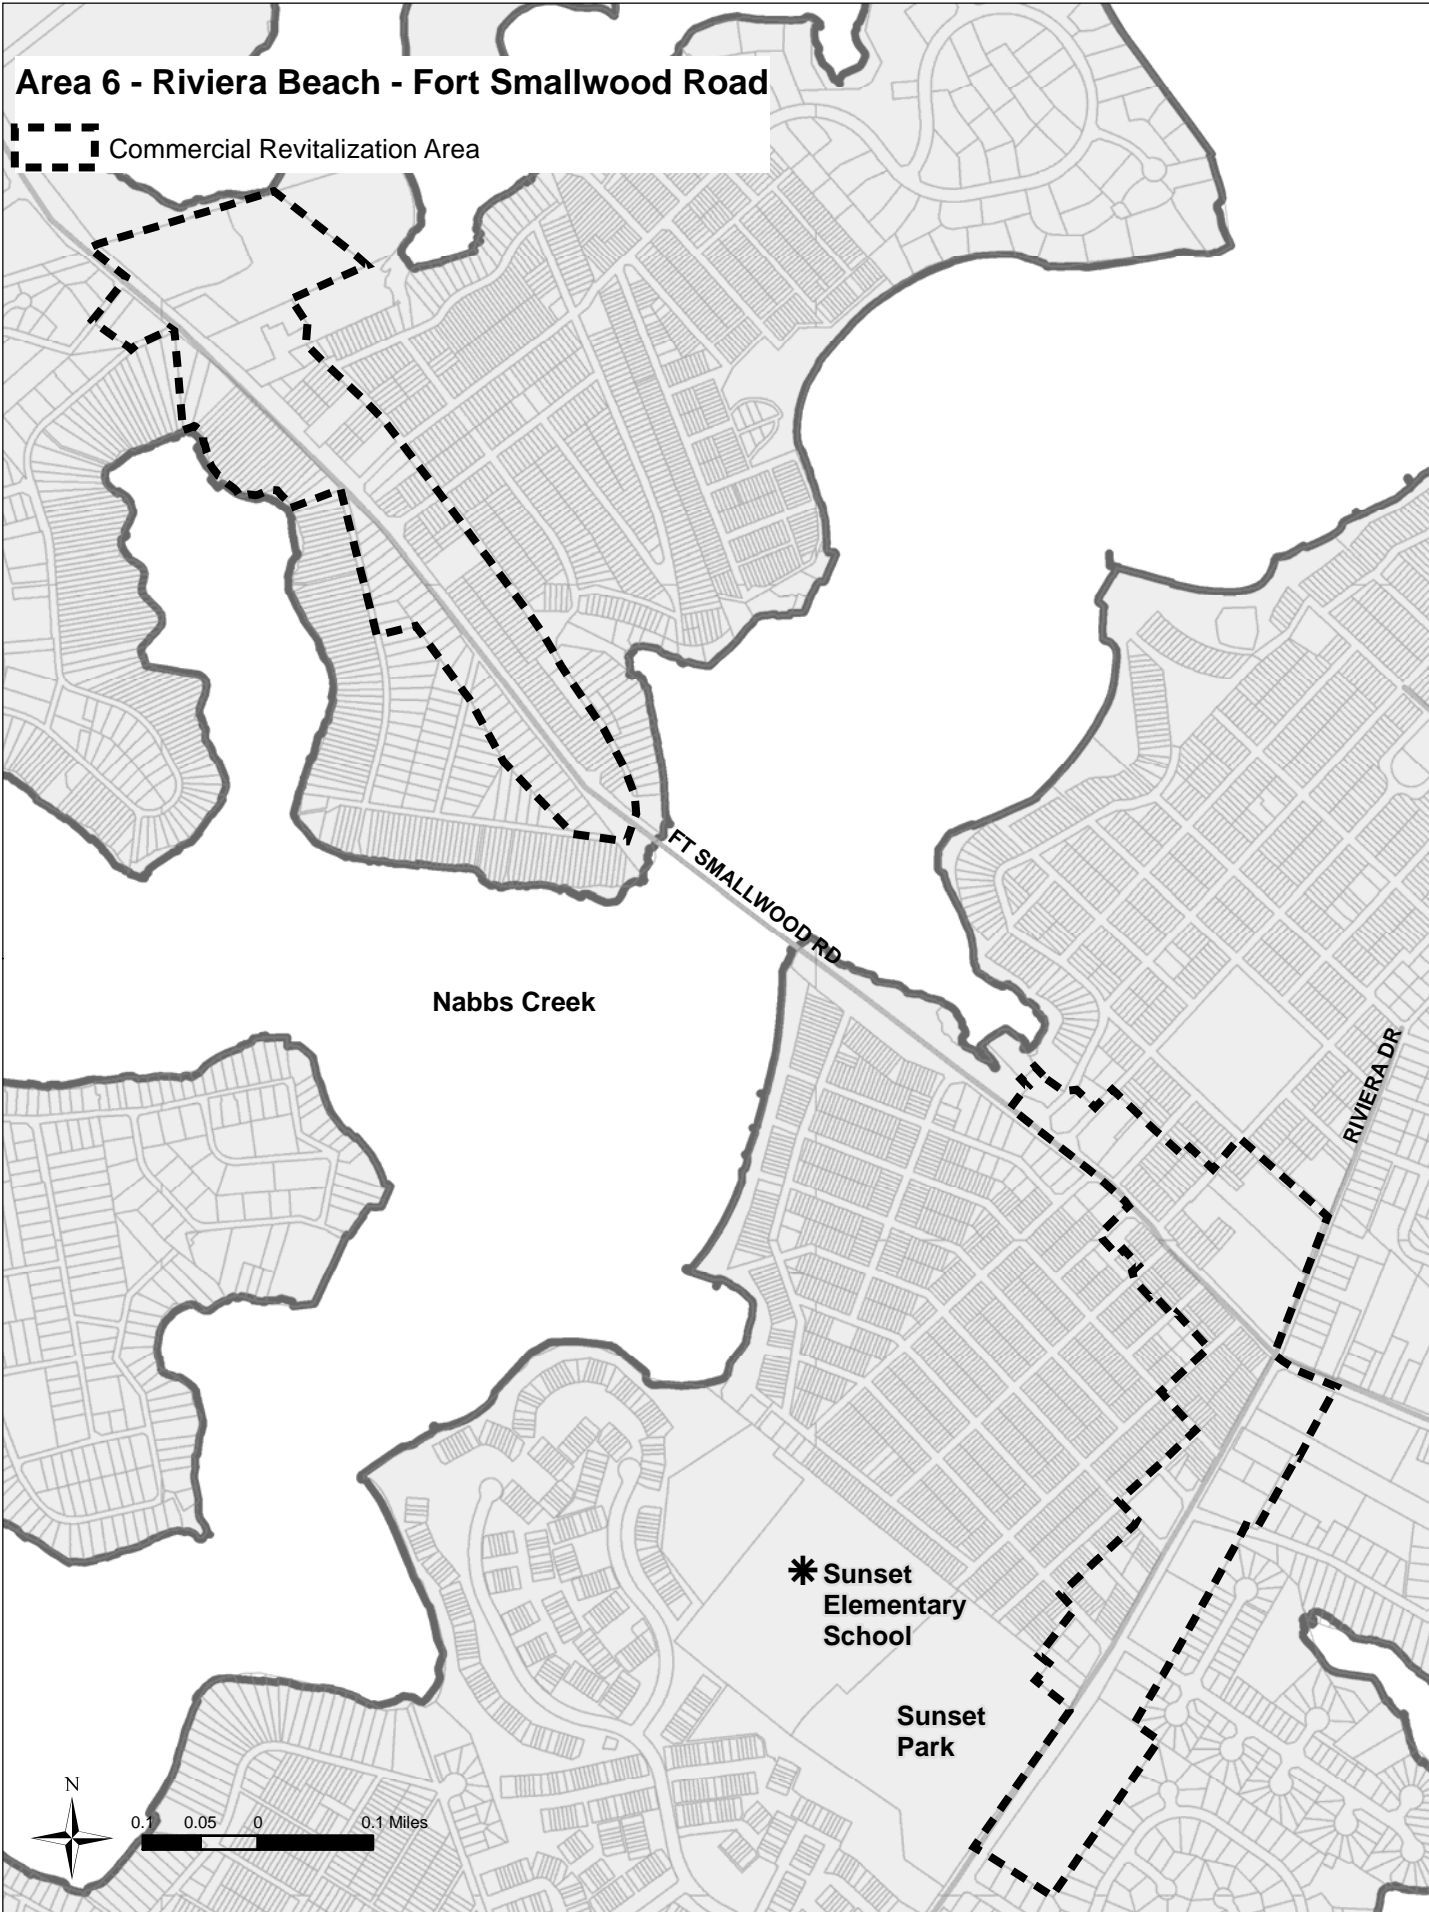 Area 6 - Riviera Beach - Fort Smallwood Road
Commercial Revitalization Area
FT SMALLWOOD RD
Nabbs Creek
RIVIERA DR
Sunset
Elementary
School
Sunset
Park
N
0.1 0.05 0 0.1 Miles